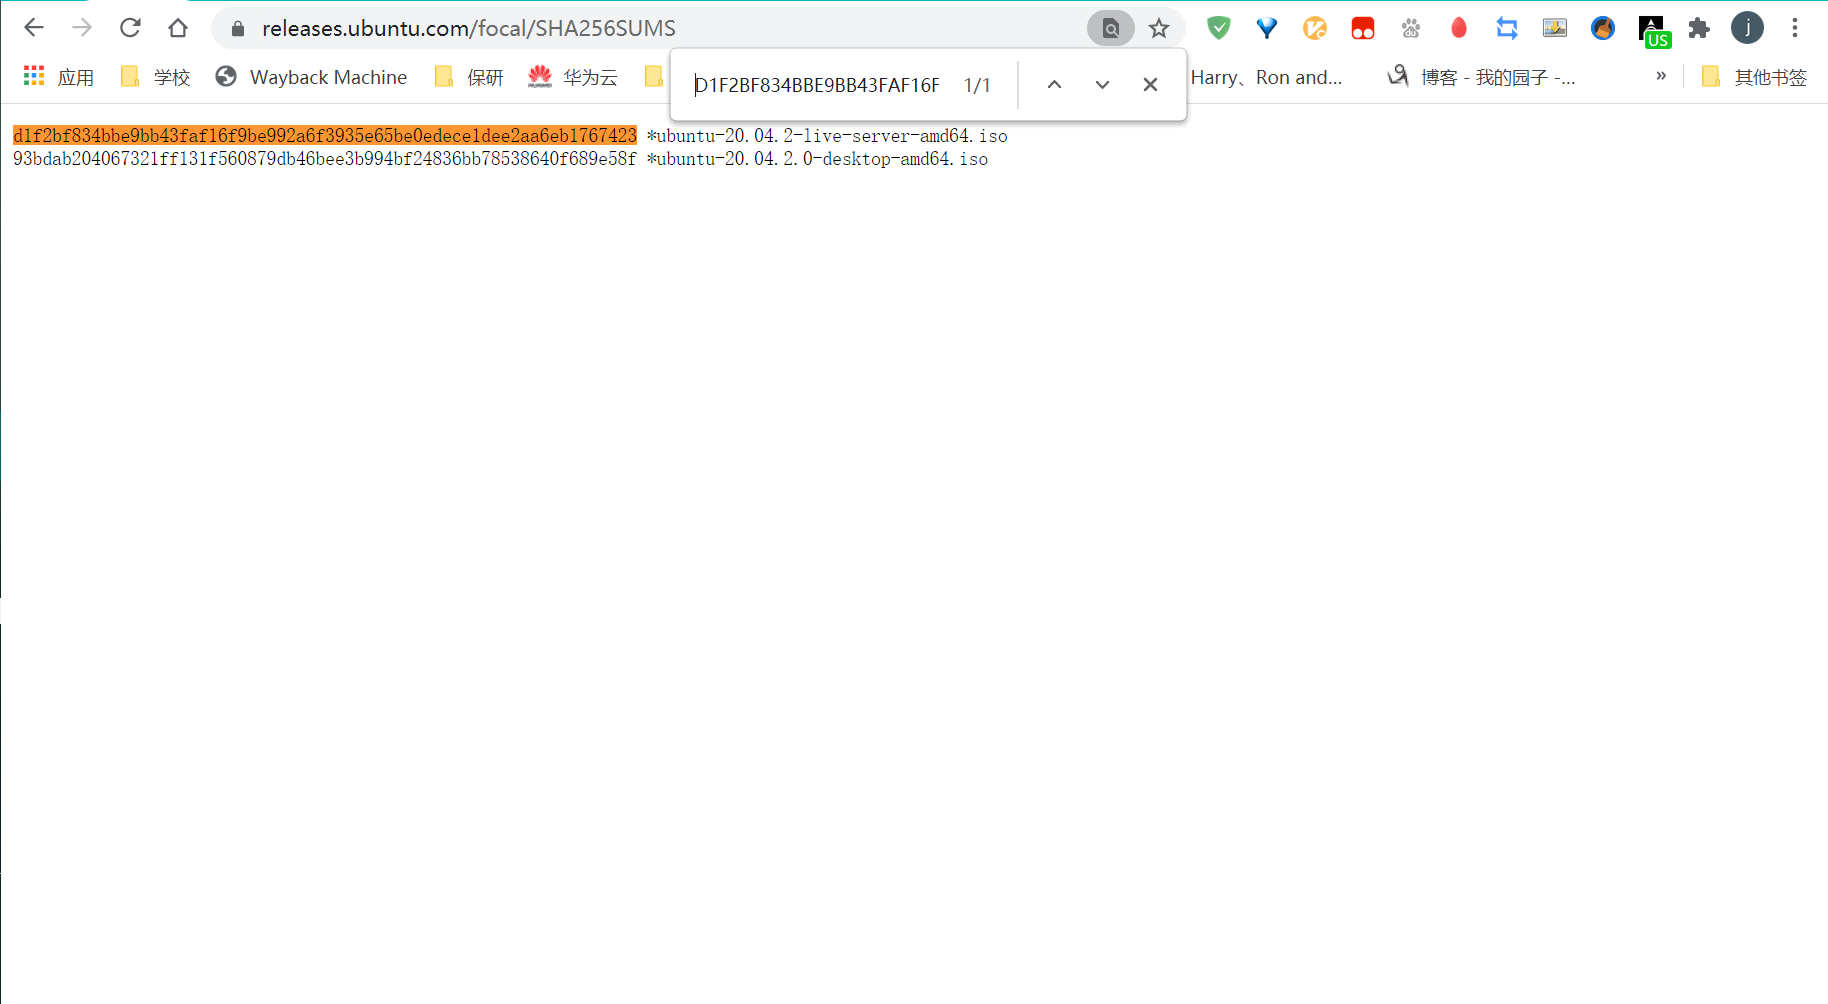 releases.ubuntu.com/focal/SHA256SUMS
US
j
应用
学校
Wayback Machine
保研
HUAWEI
华为云
D1F2BF834BBE9BB43FAF16F
1/1
Harry、Ron and...
博客 - 我的园子 -...
»
其他书签
d1f2bf834bbe9bb43faf16f9be992a6f3935e65be0edece1dee2aa6eb1767423 *ubuntu-20.04.2-live-server-amd64.iso
93bdab204067321ff131f560879db46bee3b994bf24836bb78538640f689e58f *ubuntu-20.04.2.0-desktop-amd64.iso